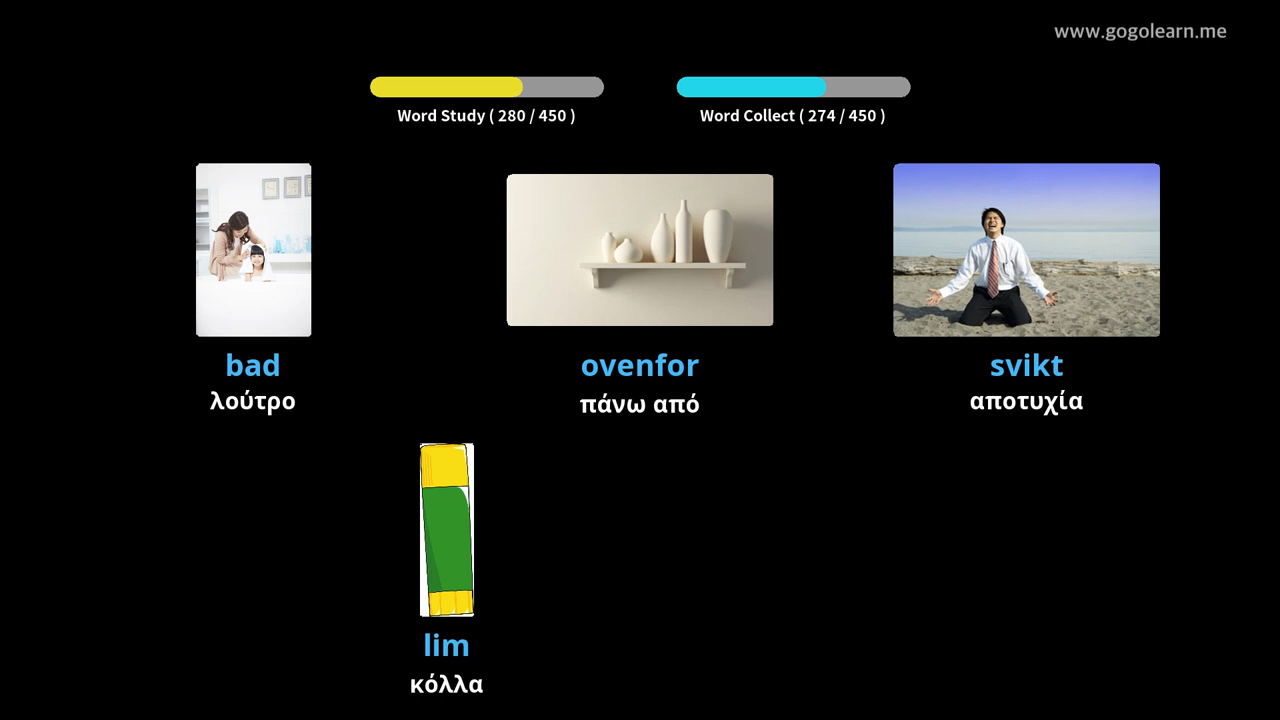 www.gogolearn.me
Word Study ( 280 / 450 )
Word Collect ( 274 / 450 )
bad
λούτρο
ovenfor
πάνω από
svikt
αποτυχία
lim
κόλλα